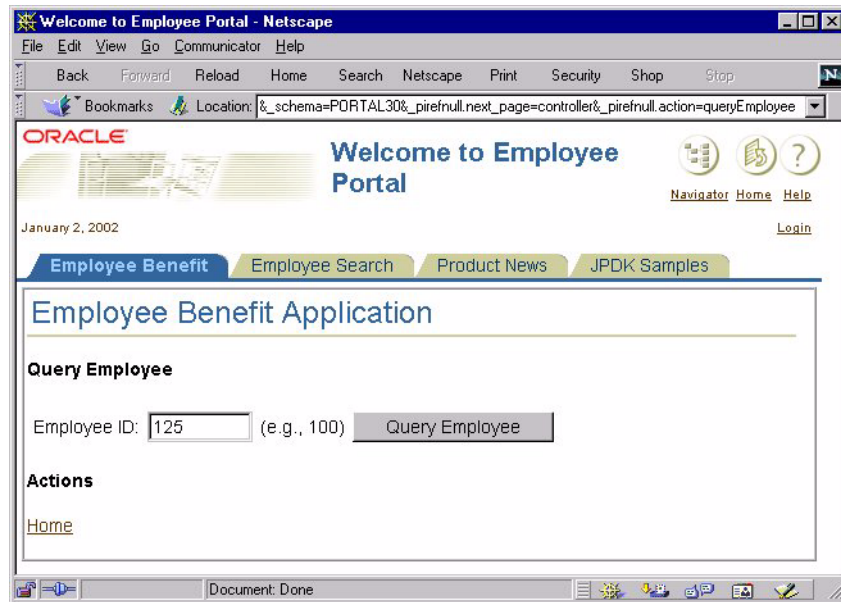 Welcome to Employee Portal - Netscape
File Edit View Go Communicator Help
Back Forward Reload Home Search Netscape Print Security Shop Stop
N
Bookmarks Location: &_schema=PORTAL30&_pirefnull.next_page=controller&_pirefnull.action=queryEmployee
ORACLE
Welcome to Employee
Portal
Navigator Home Help
January 2, 2002
Login
Employee Benefit Employee Search Product News JPDK Samples
Employee Benefit Application
Query Employee
Employee ID: 125 (e.g., 100) Query Employee
Actions
Home
Document: Done